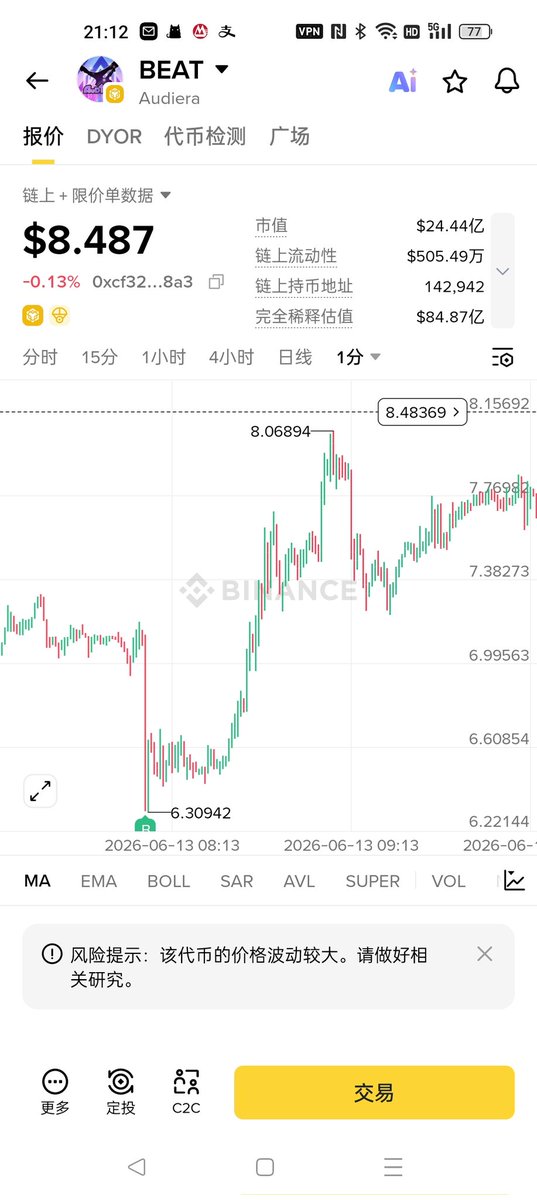 21:12
VPN
HD
5G
77
BEAT
Audiera
Ai
报价 DYOR 代币检测 广场
链上 + 限价单数据
$8.487
-0.13% 0xcf32...8a3
市值 $24.44亿
链上流动性 $505.49万
链上持币地址 142,942
完全稀释估值 $84.87亿
分时 15分 1小时 4小时 日线 1分
8.15692
8.48369
8.06894
7.76982
7.38273
BINANCE
6.99563
6.60854
6.30942
6.22144
B
2026-06-13 08:13 2026-06-13 09:13 2026-06-
MA EMA BOLL SAR AVL SUPER VOL
风险提示：该代币的价格波动较大。请做好相
关研究。
更多 定投 C2C 交易